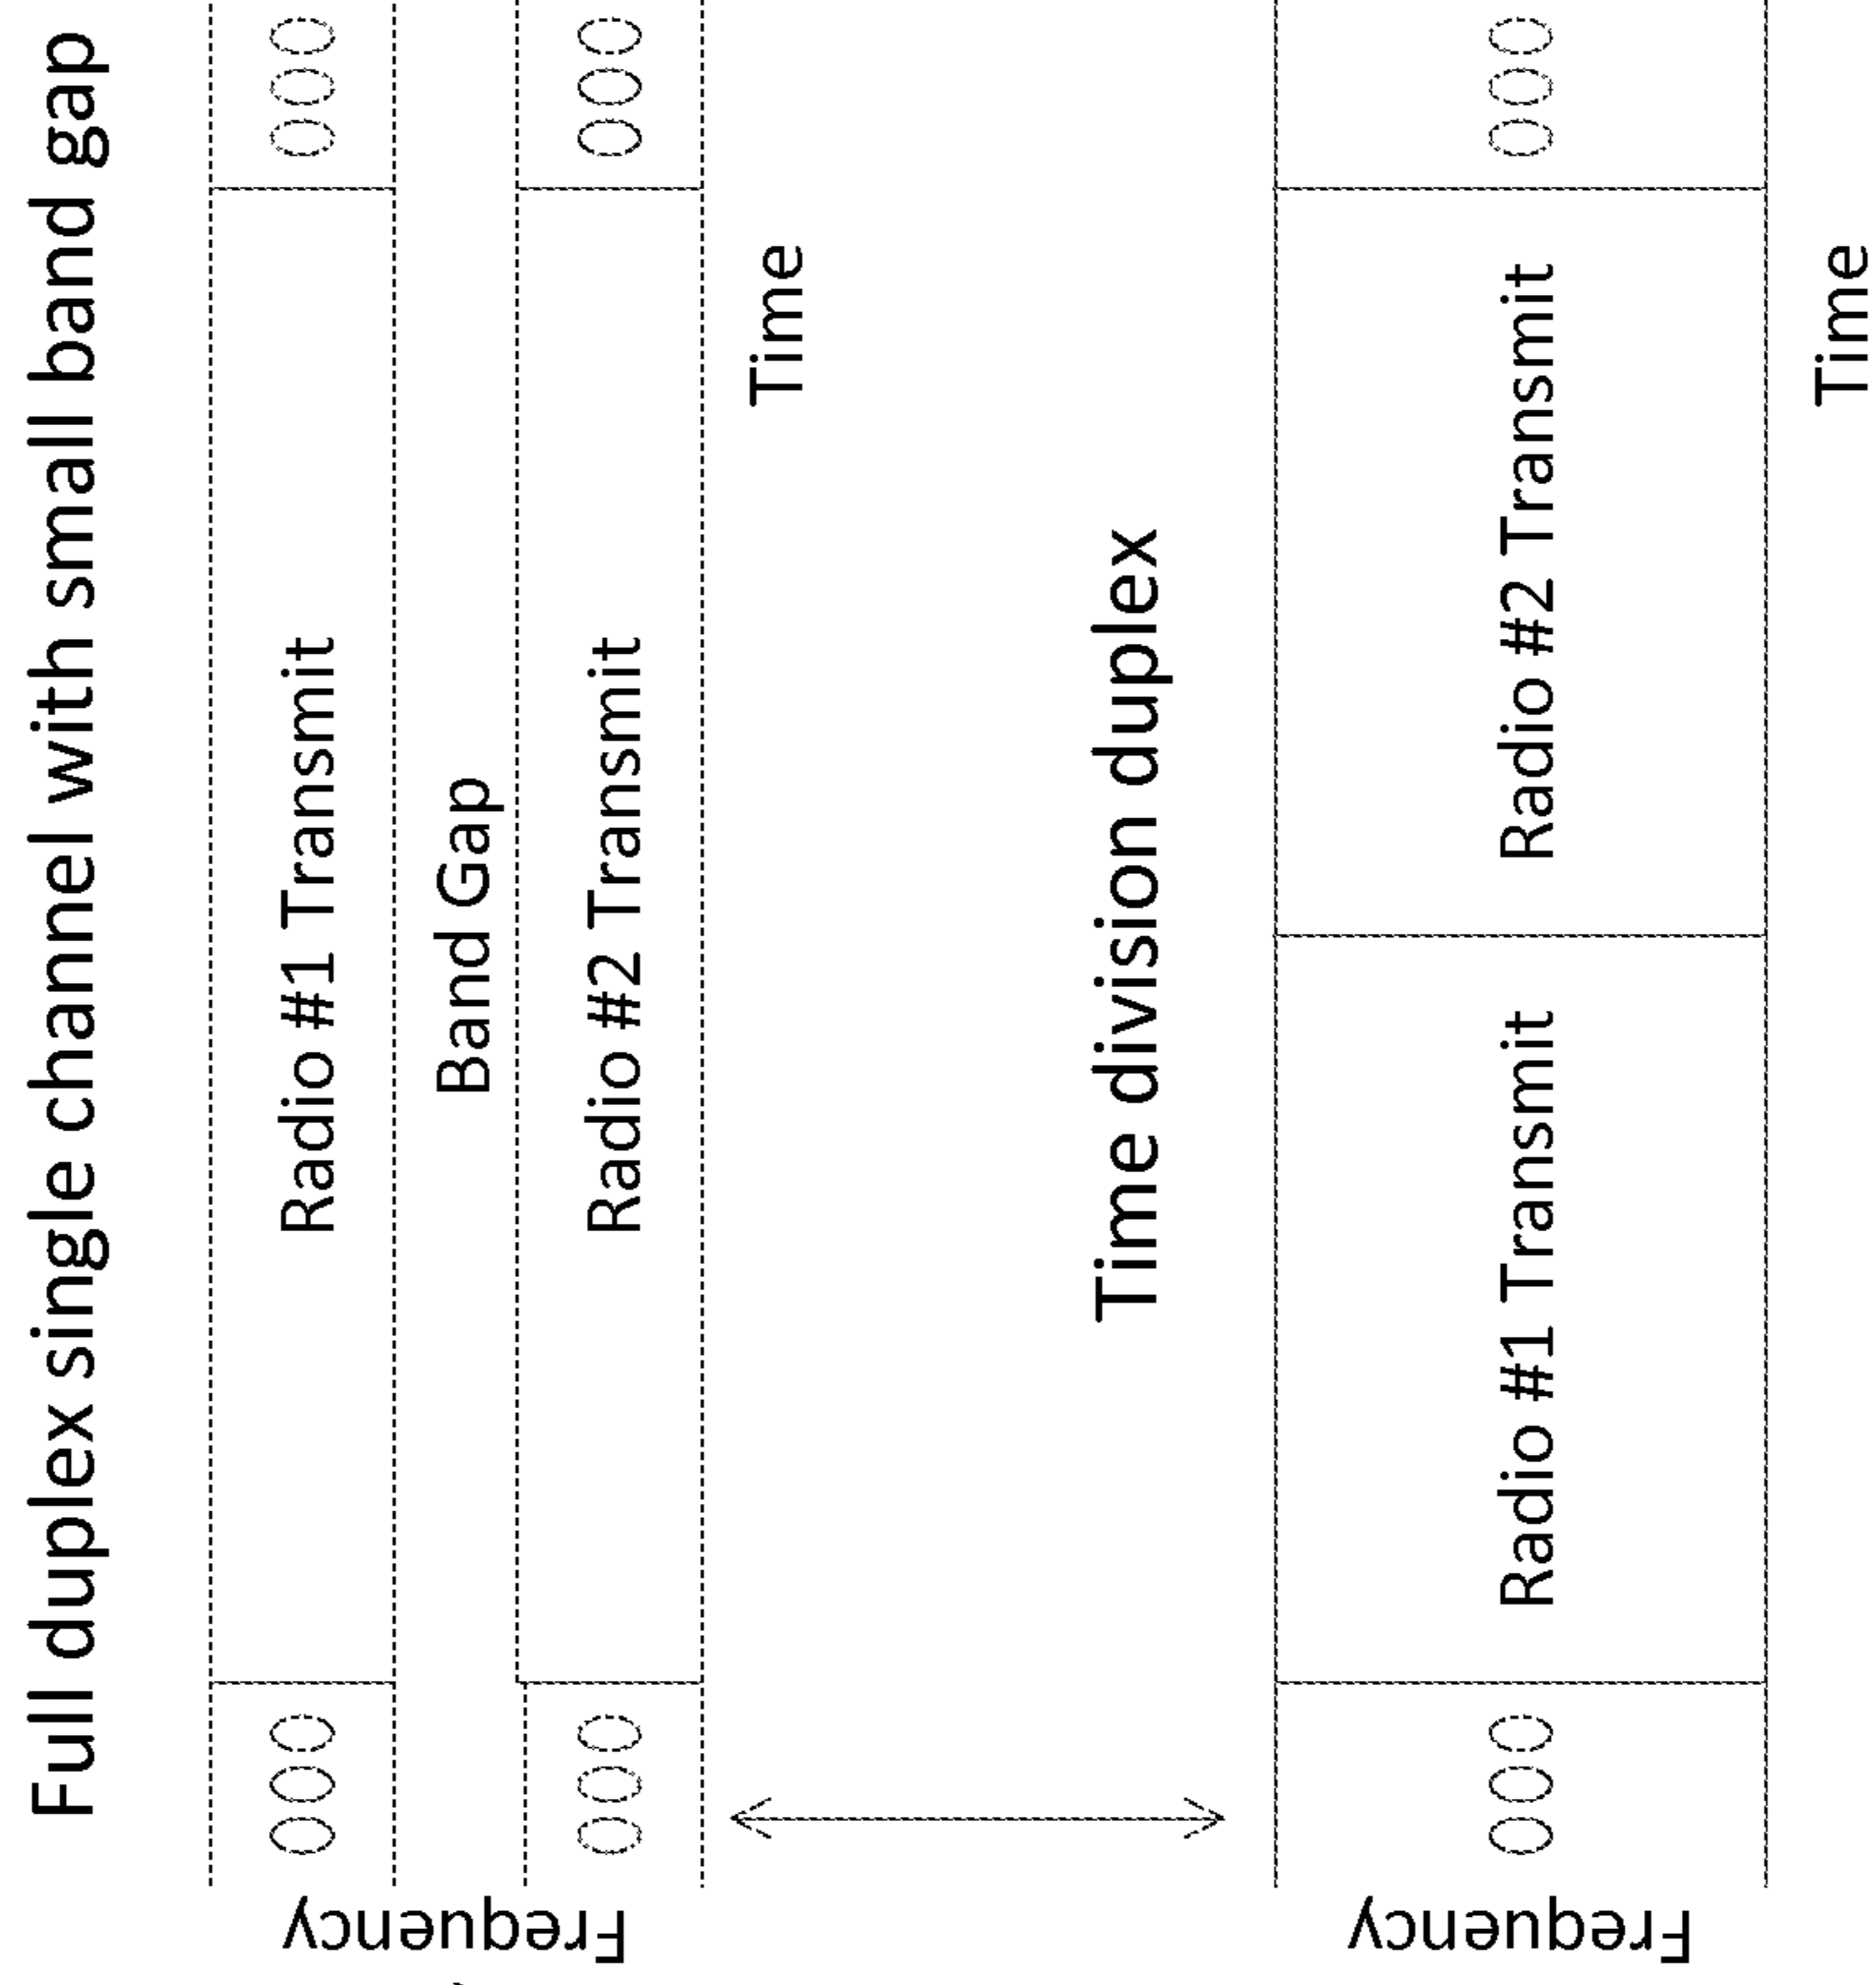 Full duplex single channel with small band gap
Frequency
Radio #1 Transmit
Band Gap
Radio #2 Transmit
Time
Time division duplex
Frequency
Radio #1 Transmit
Radio #2 Transmit
Time